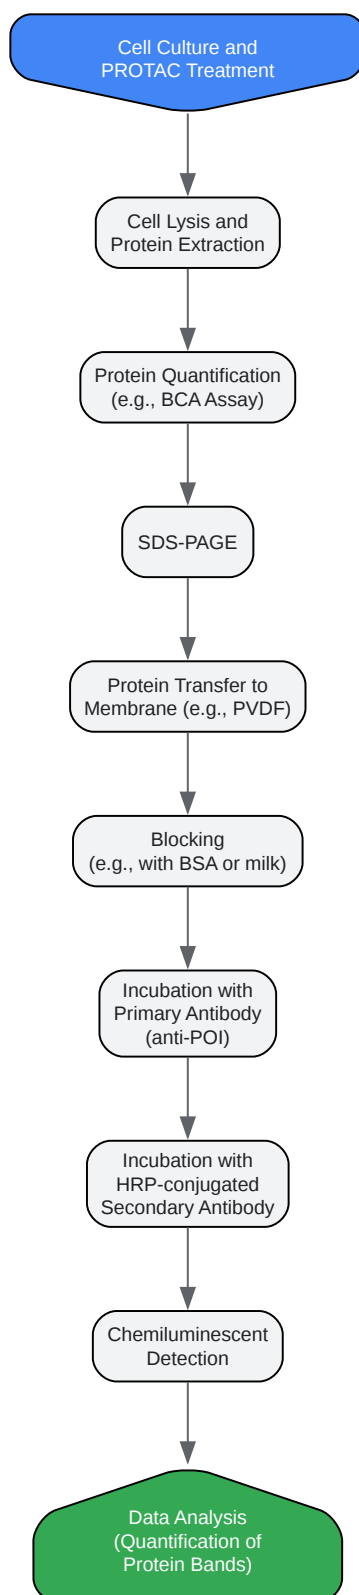 Cell Culture and
PROTAC Treatment
Cell Lysis and
Protein Extraction
Protein Quantification
(e.g., BCA Assay)
SDS-PAGE
Protein Transfer to
Membrane (e.g., PVDF)
Blocking
(e.g., with BSA or milk)
Incubation with
Primary Antibody
(anti-POI)
Incubation with
HRP-conjugated
Secondary Antibody
Chemiluminescent
Detection
Data Analysis
(Quantification of
Protein Bands)